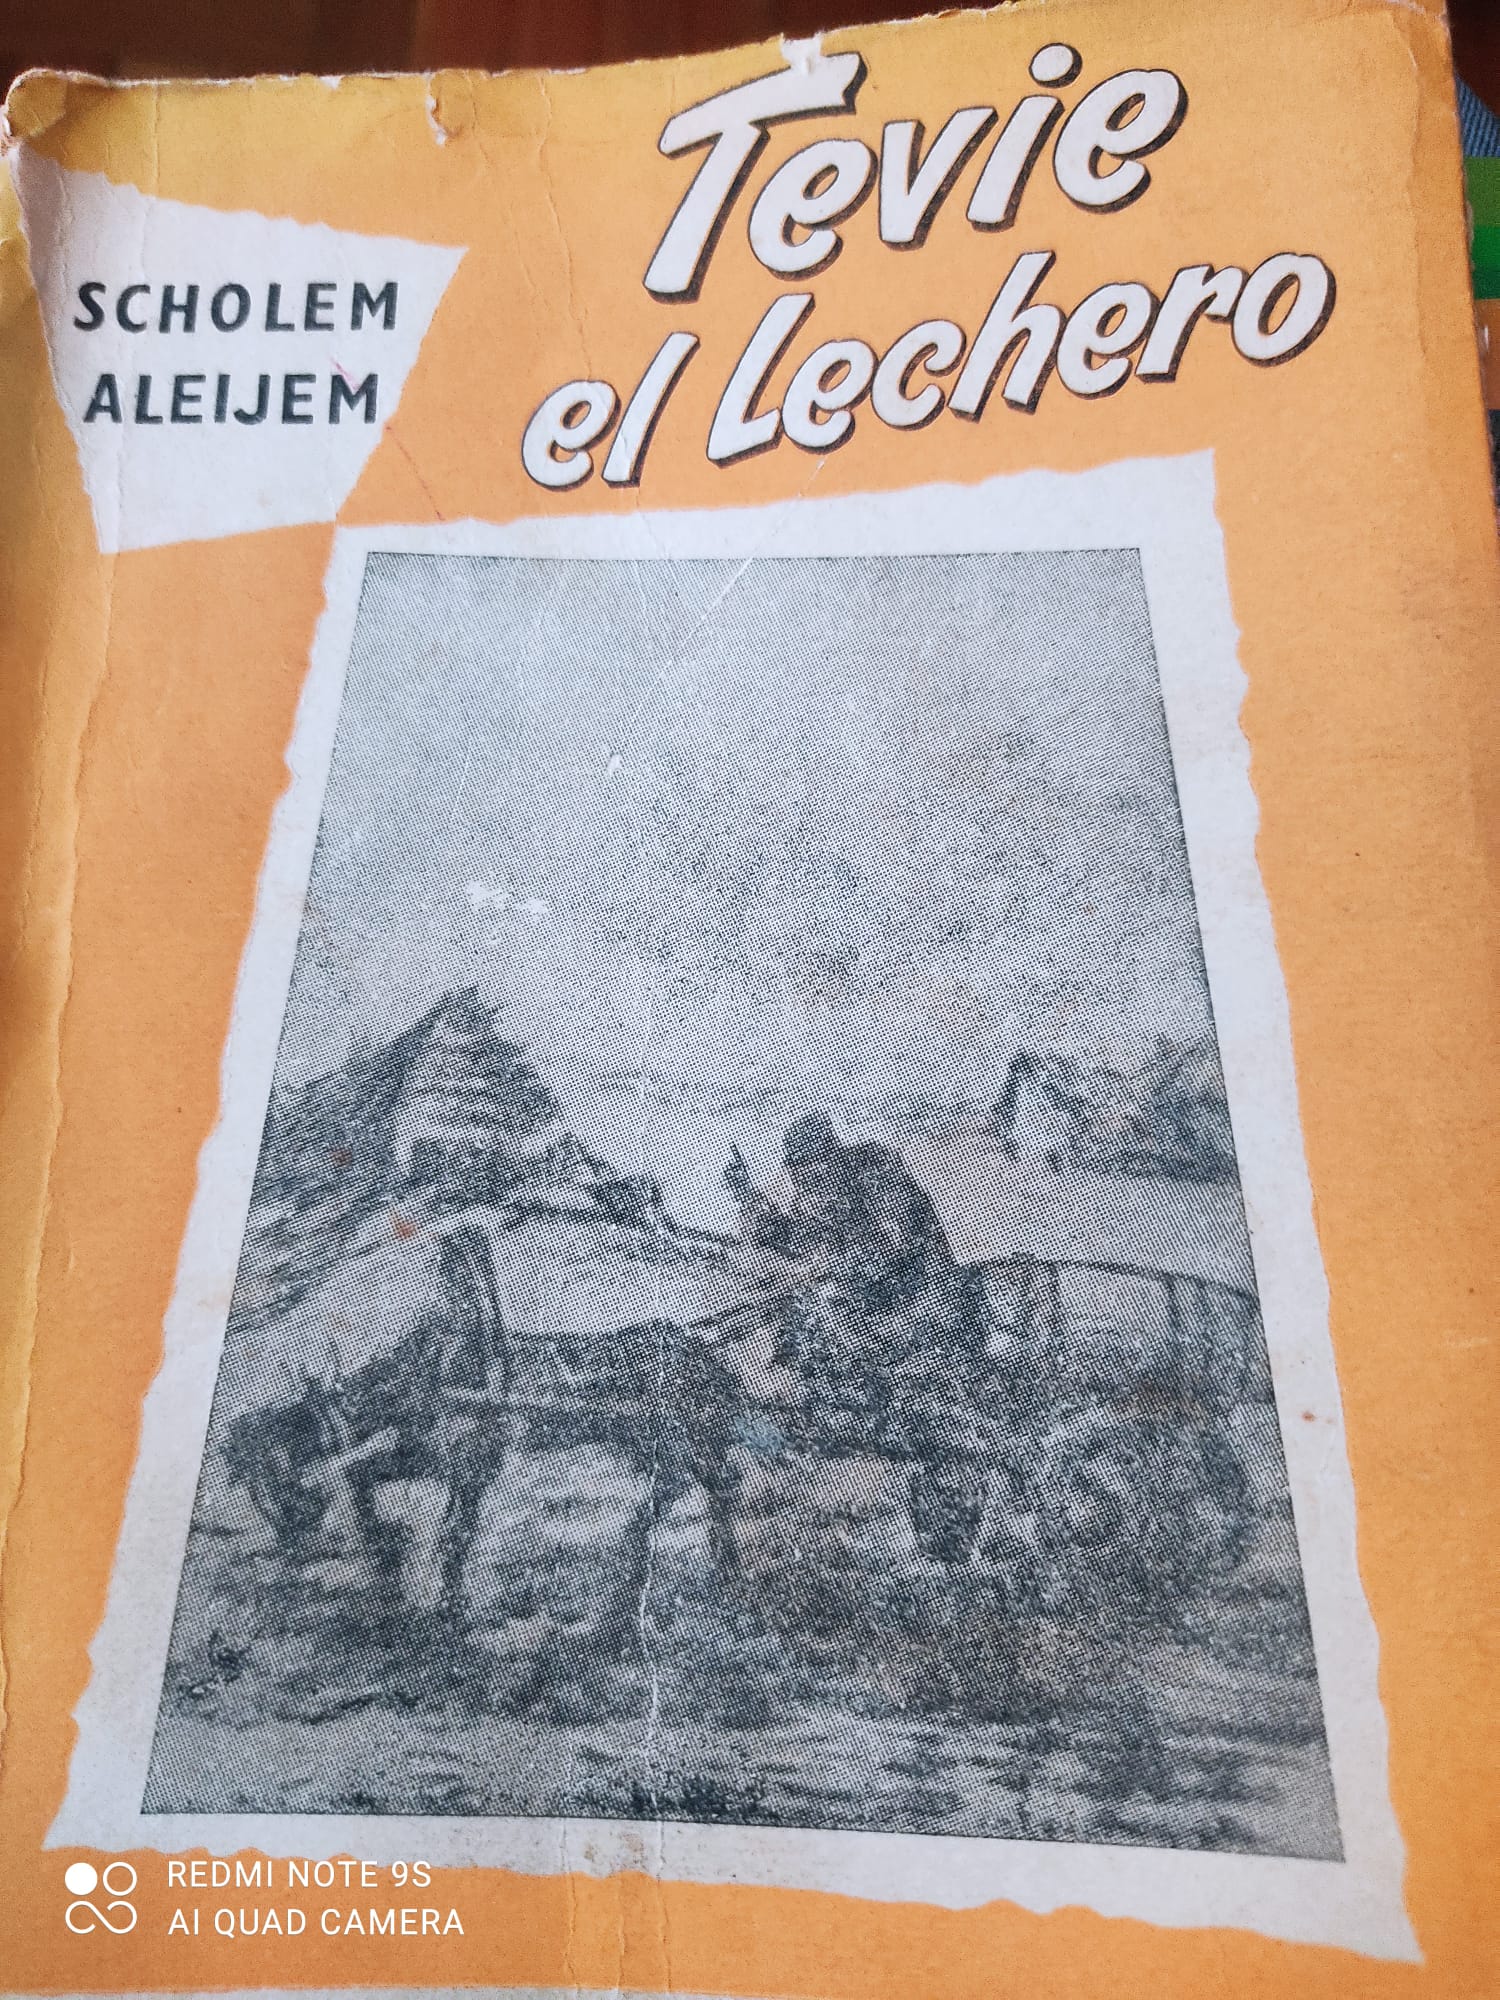 Tevie
el Lechero
SCHOLEM
ALEIJEM
REDMI NOTE 9S
AI QUAD CAMERA